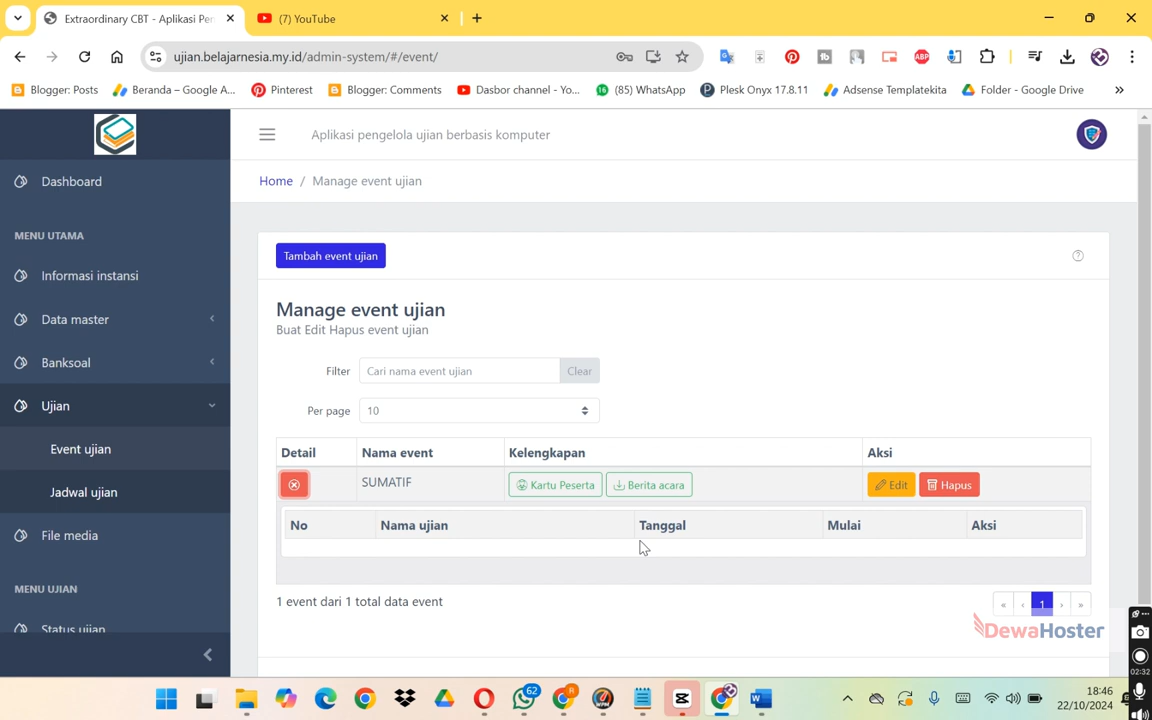 Extraordinary CBT - Aplikasi Pen
(7) YouTube
ujian.belajarnesia.my.id/admin-system/#/event/
Blogger: Posts
Beranda – Google A...
Pinterest
Blogger: Comments
Dasbor channel - Yo...
(85) WhatsApp
Plesk Onyx 17.8.11
Adsense Templatekita
Folder - Google Drive
»
Aplikasi pengelola ujian berbasis komputer
Dashboard
Home / Manage event ujian
MENU UTAMA
Informasi instansi
Data master
Banksoal
Ujian
Event ujian
Jadwal ujian
File media
MENU UJIAN
Status ujian
Tambah event ujian
Manage event ujian
Buat Edit Hapus event ujian
Filter Cari nama event ujian Clear
Per page 10
Detail Nama event Kelengkapan Aksi
SUMATIF Kartu Peserta Berita acara Edit Hapus
No Nama ujian Tanggal Mulai Aksi
1 event dari 1 total data event
« ‹ 1 › »
DewaHoster
02:32
62
18:46
22/10/2024